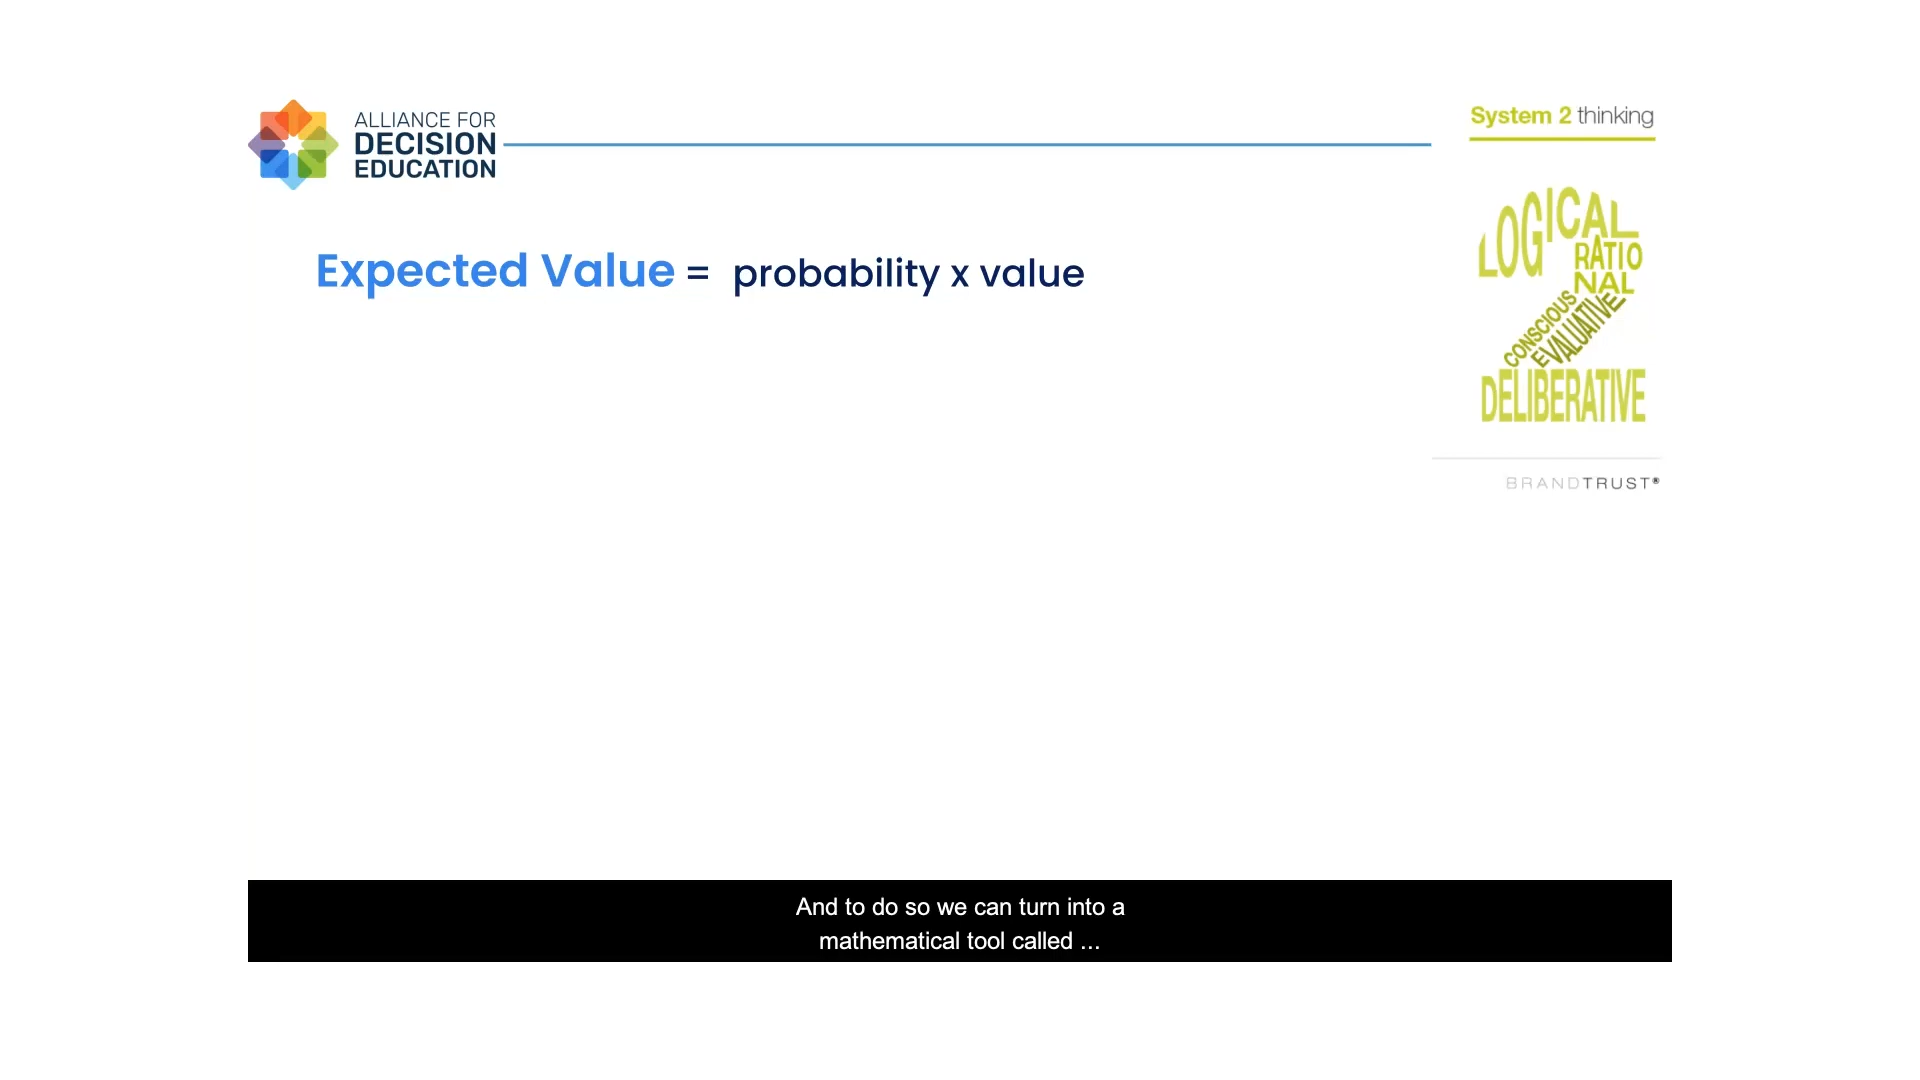 ALLIANCE FOR
DECISION
EDUCATION
System 2 thinking
Expected Value = probability x value
LOGICAL
RATIO
NAL
CONSCIOUS
EVALUATIVE
DELIBERATIVE
BRANDTRUST®
And to do so we can turn into a
mathematical tool called ...